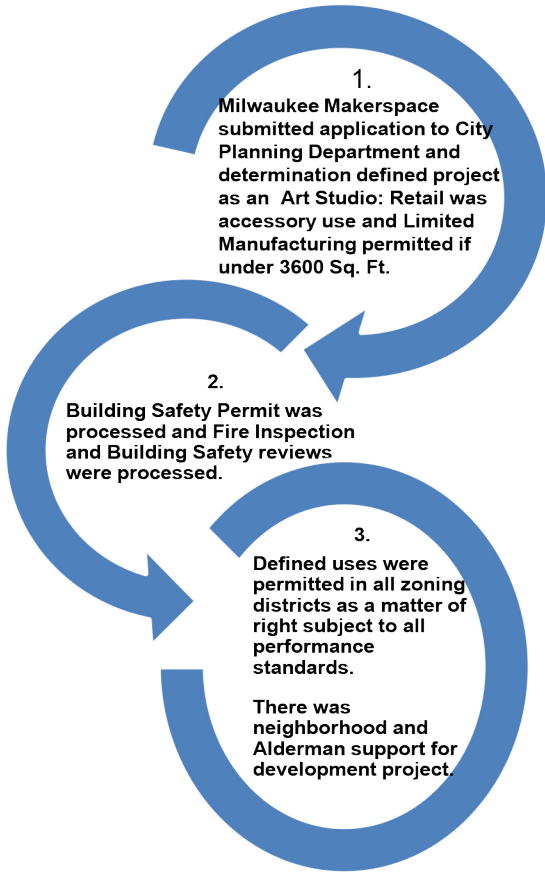 1.
Milwaukee Makerspace
submitted application to City
Planning Department and
determination defined project
as an  Art Studio: Retail was
accessory use and Limited
Manufacturing permitted if
under 3600 Sq. Ft.
2.
Building Safety Permit was
processed and Fire Inspection
and Building Safety reviews
were processed.
3.
Defined uses were
permitted in all zoning
districts as a matter of
right subject to all
performance
standards.
There was
neighborhood and
Alderman support for
development project.